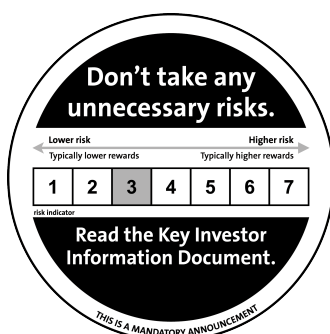 Don't take any
unnecessary risks.
Lower risk Higher risk
Typically lower rewards Typically higher rewards
1 2 3 4 5 6 7
risk indicator
Read the Key Investor
Information Document.
THIS IS A MANDATORY ANNOUNCEMENT